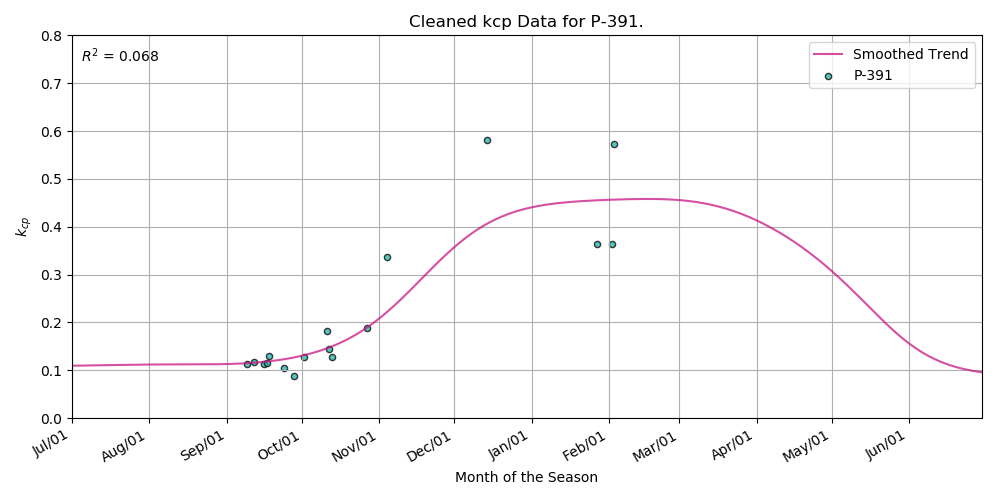 Cleaned kcp Data for P-391.
R² = 0.068
Smoothed Trend
P-391
0.8
0.7
0.6
0.5
0.4
0.3
0.2
0.1
0.0
k_cp
Jul/01
Aug/01
Sep/01
Oct/01
Nov/01
Dec/01
Jan/01
Feb/01
Mar/01
Apr/01
May/01
Jun/01
Month of the Season